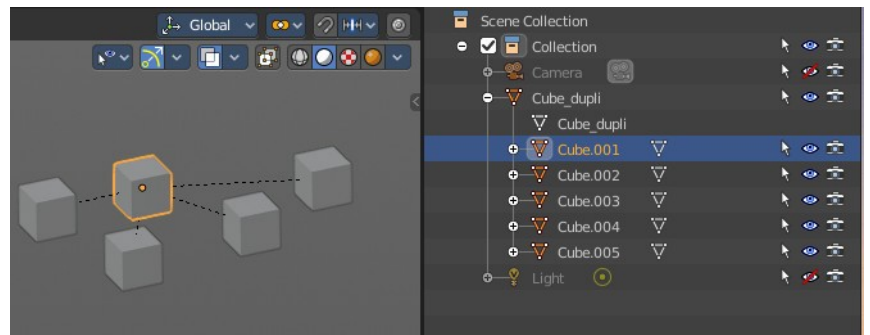 Global
Scene Collection
Collection
Camera
Cube_dupli
Cube_dupli
Cube.001
Cube.002
Cube.003
Cube.004
Cube.005
Light